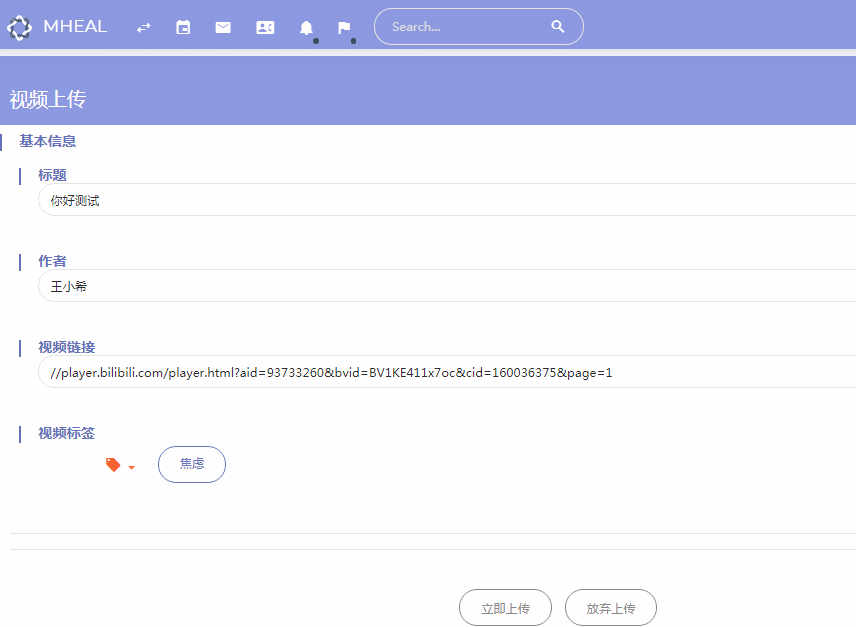 MHEAL
Search...
视频上传
基本信息
标题
你好测试
作者
王小希
视频链接
//player.bilibili.com/player.html?aid=93733260&bvid=BV1KE411x7oc&cid=160036375&page=1
视频标签
焦虑
立即上传 放弃上传